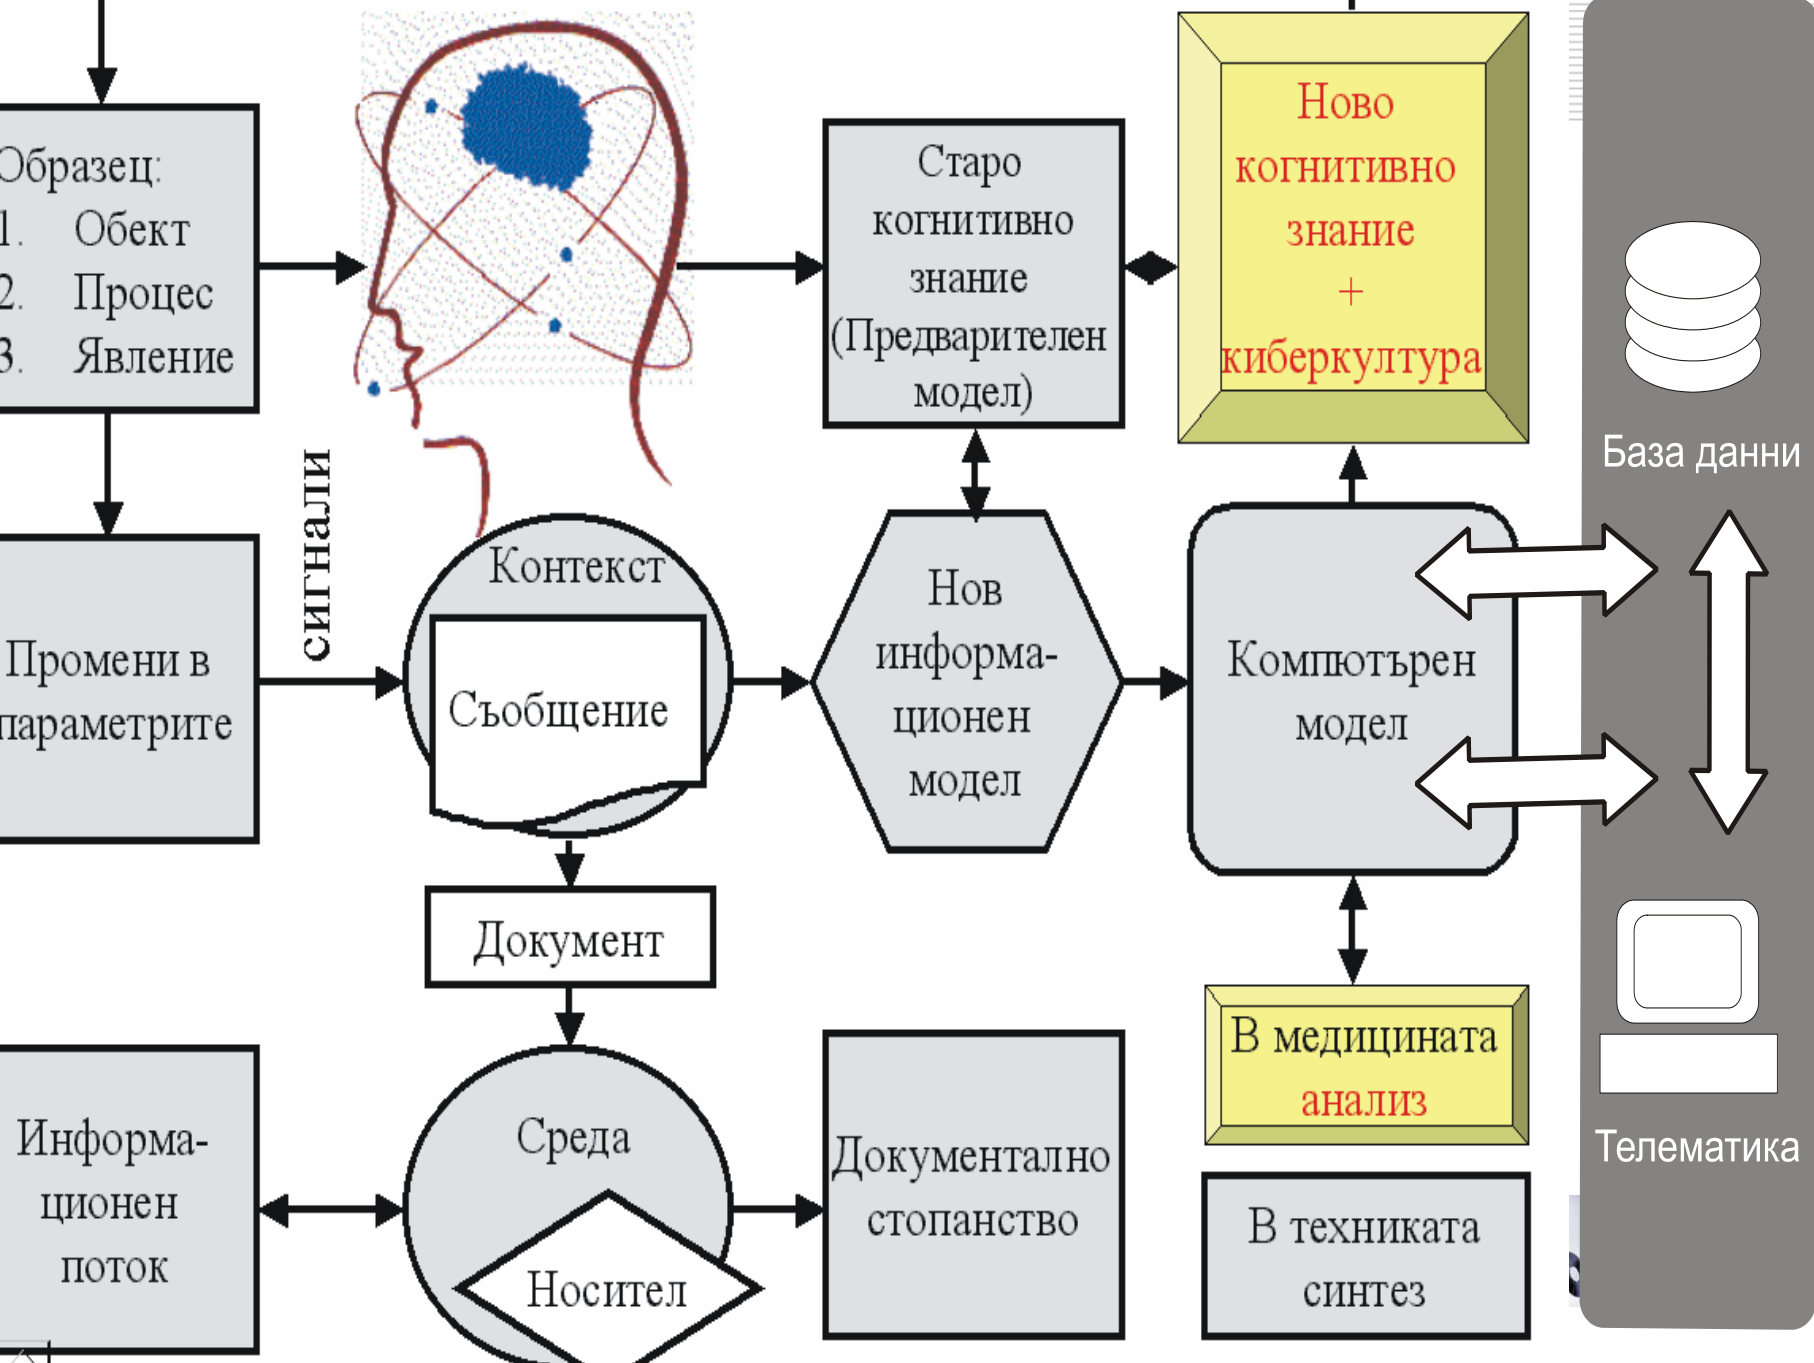 Образец:
1. Обект
2. Процес
3. Явление
Старо
когнитивно
знание
(Предварителен
модел)
Ново
когнитивно
знание
+
киберкултура
База данни
сигнали
Промени в
параметрите
Контекст
Съобщение
Нов
информа-
ционен
модел
Компютърен
модел
Документ
В медицината
анализ
Информа-
ционен
поток
Среда
Носител
Документално
стопанство
В техниката
синтез
Телематика